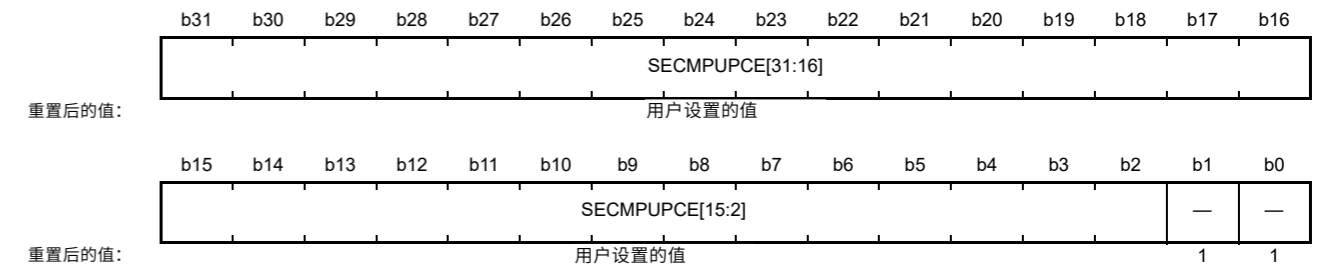 b31 b30 b29 b28 b27 b26 b25 b24 b23 b22 b21 b20 b19 b18 b17 b16
SECMPUPCE[31:16]
重置后的值: 用户设置的值
b15 b14 b13 b12 b11 b10 b9 b8 b7 b6 b5 b4 b3 b2 b1 b0
SECMPUPCE[15:2] — —
重置后的值: 用户设置的值 1 1